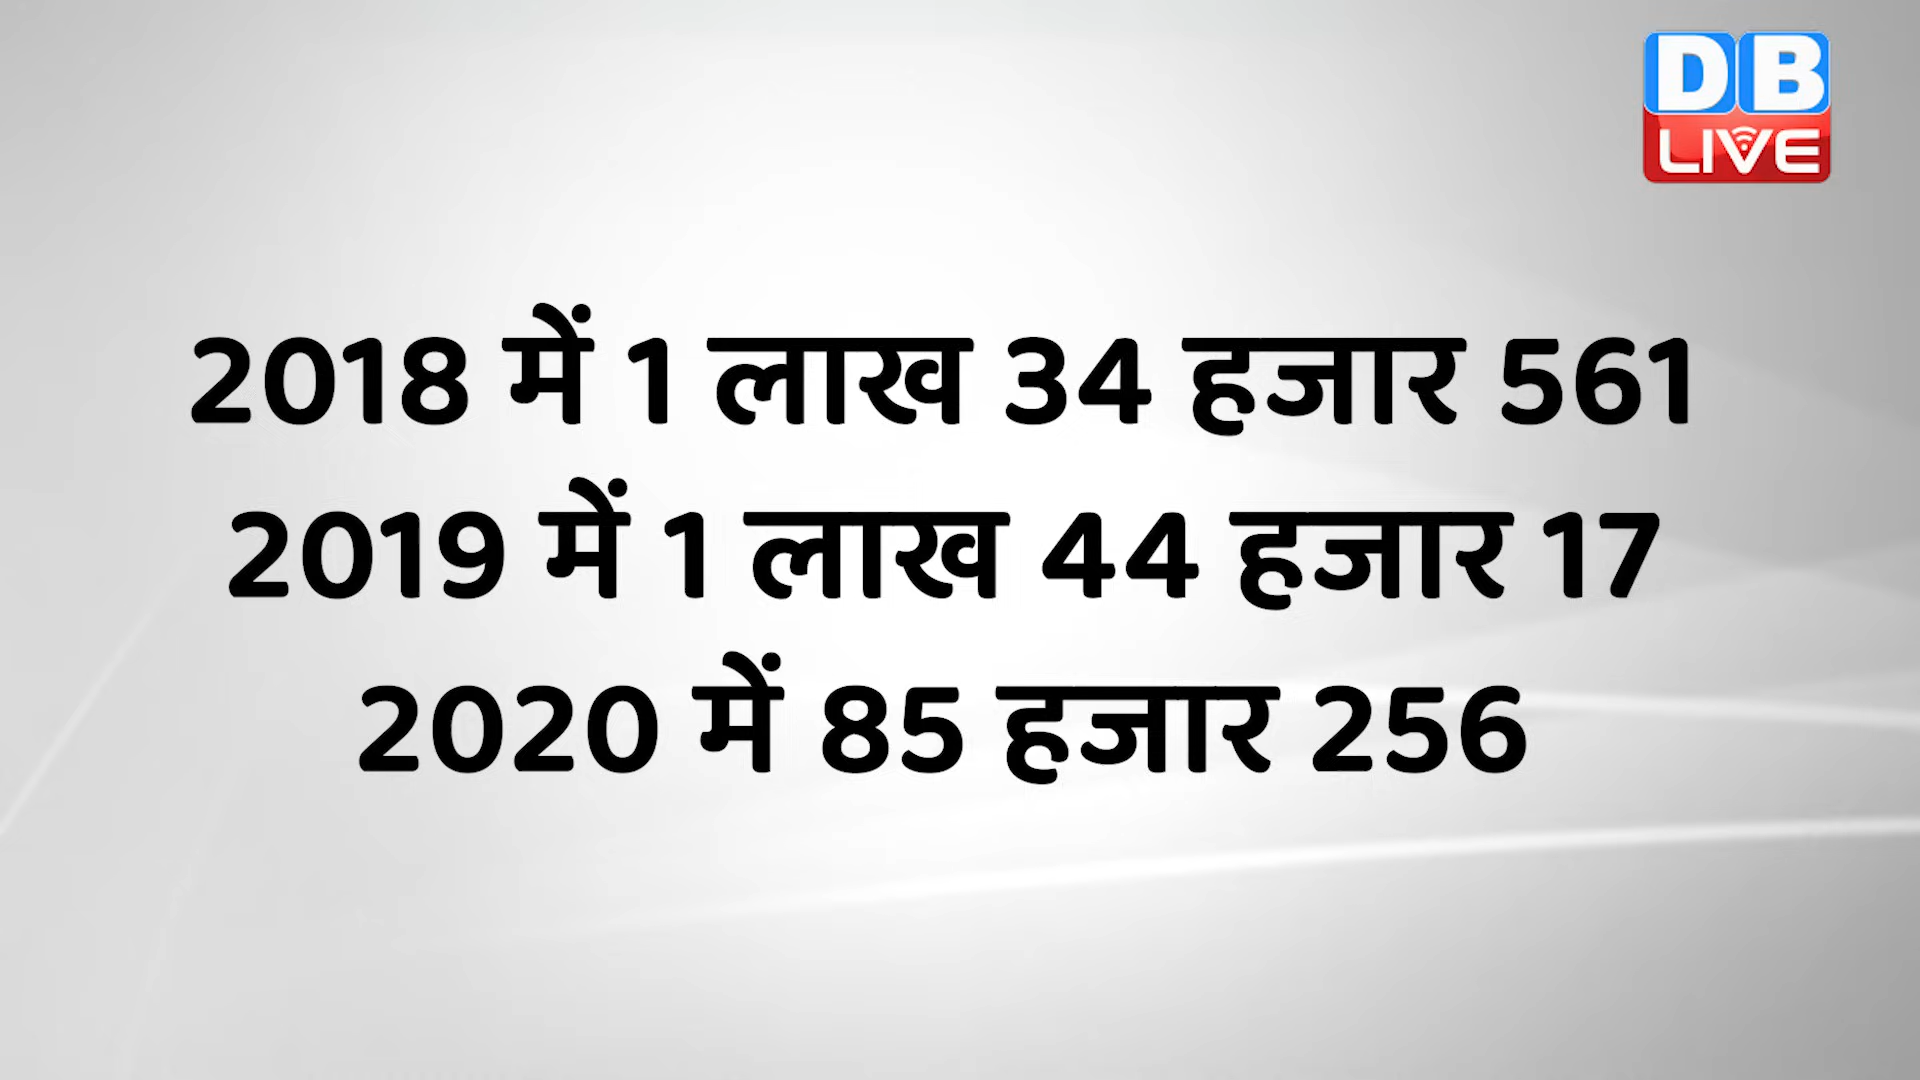 DB
LIVE
2018 में 1 लाख 34 हजार 561
2019 में 1 लाख 44 हजार 17
2020 में 85 हजार 256